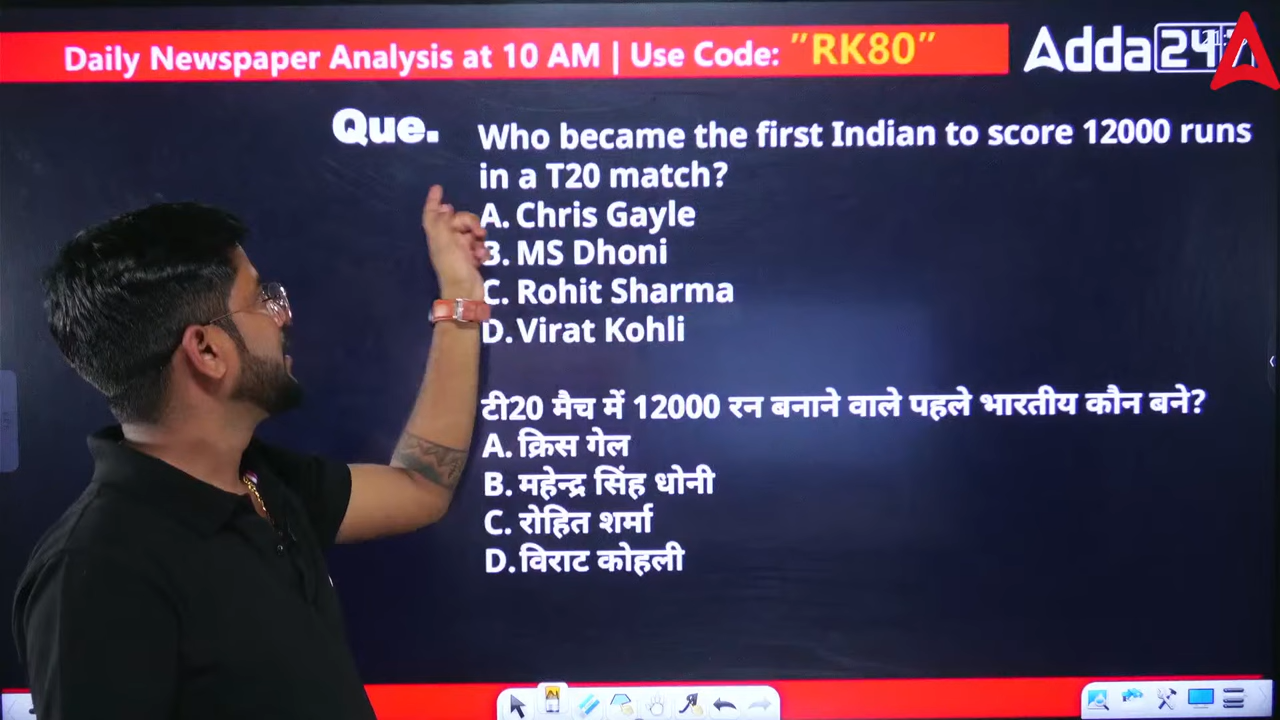 Daily Newspaper Analysis at 10 AM | Use Code: "RK80"
Adda247
Que. Who became the first Indian to score 12000 runs
in a T20 match?
A. Chris Gayle
B. MS Dhoni
C. Rohit Sharma
D. Virat Kohli
टी20 मैच में 12000 रन बनाने वाले पहले भारतीय कौन बने?
A. क्रिस गेल
B. महेन्द्र सिंह धोनी
C. रोहित शर्मा
D. विराट कोहली